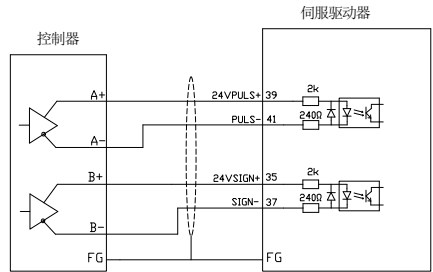 伺服驱动器
控制器
A+
24VPULS+ 39
2k
A-
PULS- 41
240Ω
B+
24VSIGN+ 35
2k
B-
SIGN- 37
240Ω
FG
FG